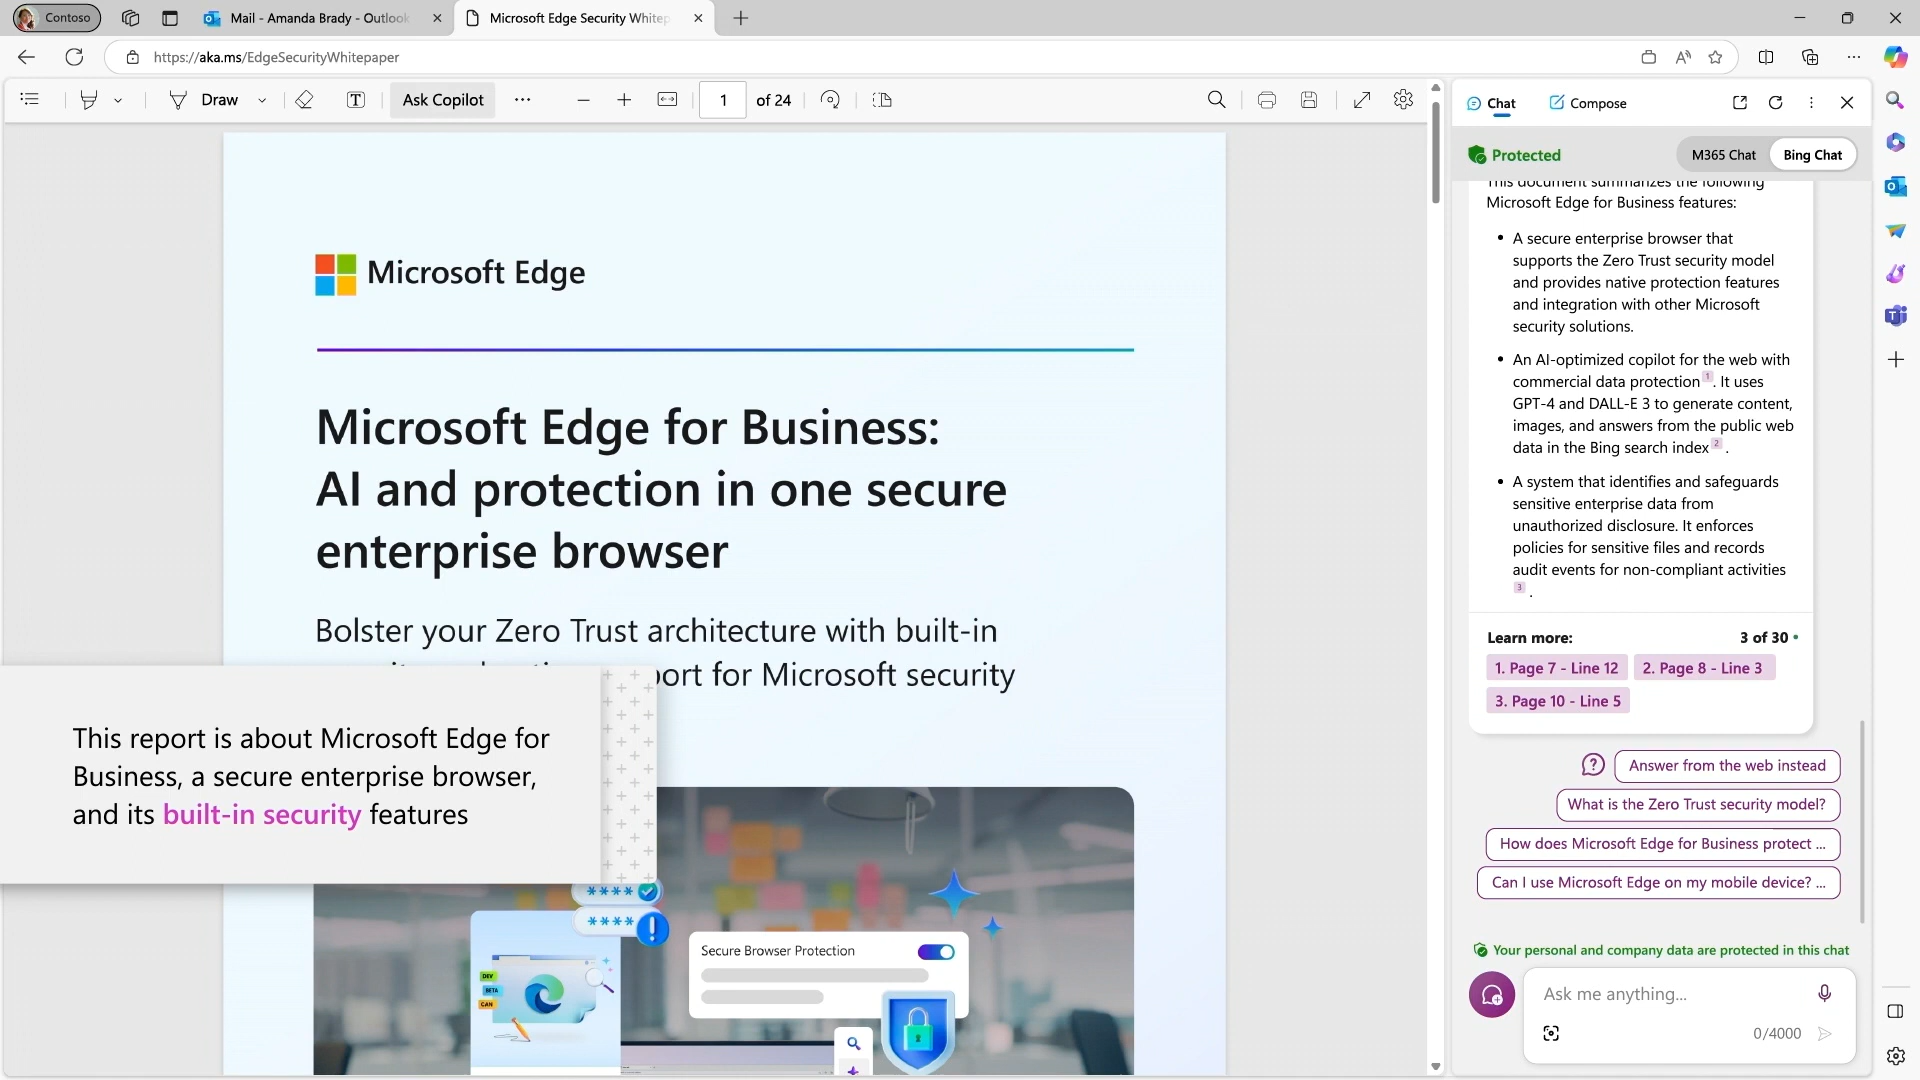 Contoso
Mail - Amanda Brady - Outlook
Microsoft Edge Security Whitep
https://aka.ms/EdgeSecurityWhitepaper
Draw
Ask Copilot
1 of 24
Microsoft Edge
Microsoft Edge for Business:
AI and protection in one secure
enterprise browser
Bolster your Zero Trust architecture with built-in
ort for Microsoft security
This report is about Microsoft Edge for
Business, a secure enterprise browser,
and its built-in security features
****
****
DEV
BETA
CAN
Secure Browser Protection
Chat
Compose
Protected
M365 Chat
Bing Chat
This document summarizes the following
Microsoft Edge for Business features:
• A secure enterprise browser that
supports the Zero Trust security model
and provides native protection features
and integration with other Microsoft
security solutions.
• An AI-optimized copilot for the web with
commercial data protection 1. It uses
GPT-4 and DALL-E 3 to generate content,
images, and answers from the public web
data in the Bing search index 2.
• A system that identifies and safeguards
sensitive enterprise data from
unauthorized disclosure. It enforces
policies for sensitive files and records
audit events for non-compliant activities
3.
Learn more:
3 of 30
1. Page 7 - Line 12
2. Page 8 - Line 3
3. Page 10 - Line 5
Answer from the web instead
What is the Zero Trust security model?
How does Microsoft Edge for Business protect ...
Can I use Microsoft Edge on my mobile device? ...
Your personal and company data are protected in this chat
Ask me anything...
0/4000